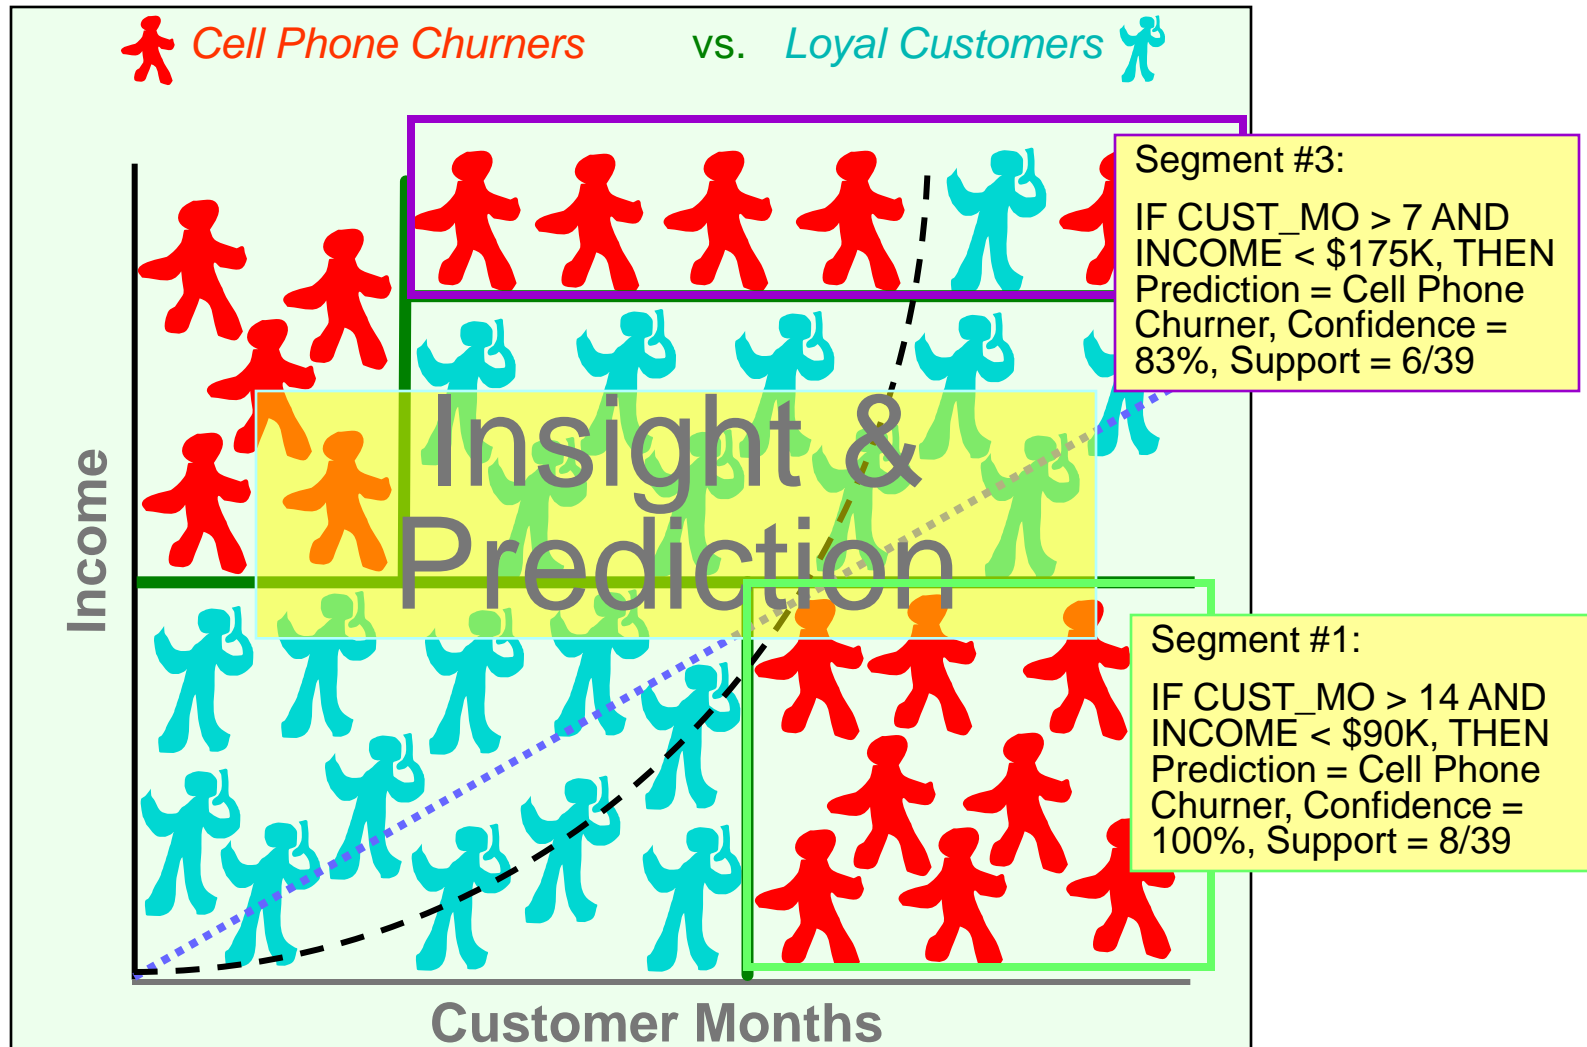 Cell Phone Churners vs. Loyal Customers
Segment #3:
IF CUST_MO > 7 AND
INCOME < $175K, THEN
Prediction = Cell Phone
Churner, Confidence =
83%, Support = 6/39
Insight &
Prediction
Income
Segment #1:
IF CUST_MO > 14 AND
INCOME < $90K, THEN
Prediction = Cell Phone
Churner, Confidence =
100%, Support = 8/39
Customer Months